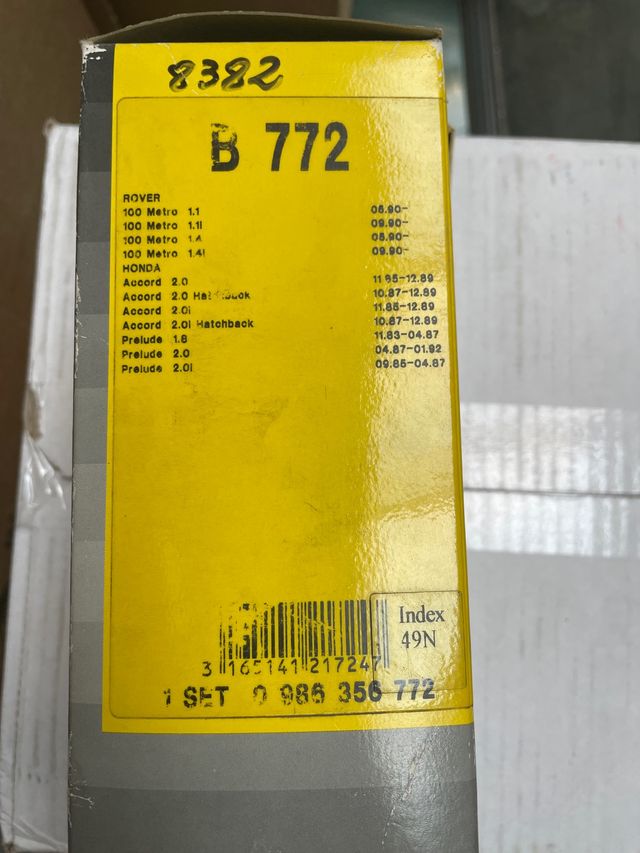 8382
B 772
ROVER
100 Metro 1.1 05.90-
100 Metro 1.1i 09.90-
100 Metro 1.4 05.90-
100 Metro 1.4i 09.90-
HONDA
Accord 2.0 11.85-12.89
Accord 2.0 Hatchback 10.87-12.89
Accord 2.0i 11.85-12.89
Accord 2.0i Hatchback 10.87-12.89
Prelude 1.8 11.83-04.87
Prelude 2.0 04.87-01.92
Prelude 2.0i 09.85-04.87
Index
49N
3 165141 217247
1 SET 0 986 356 772